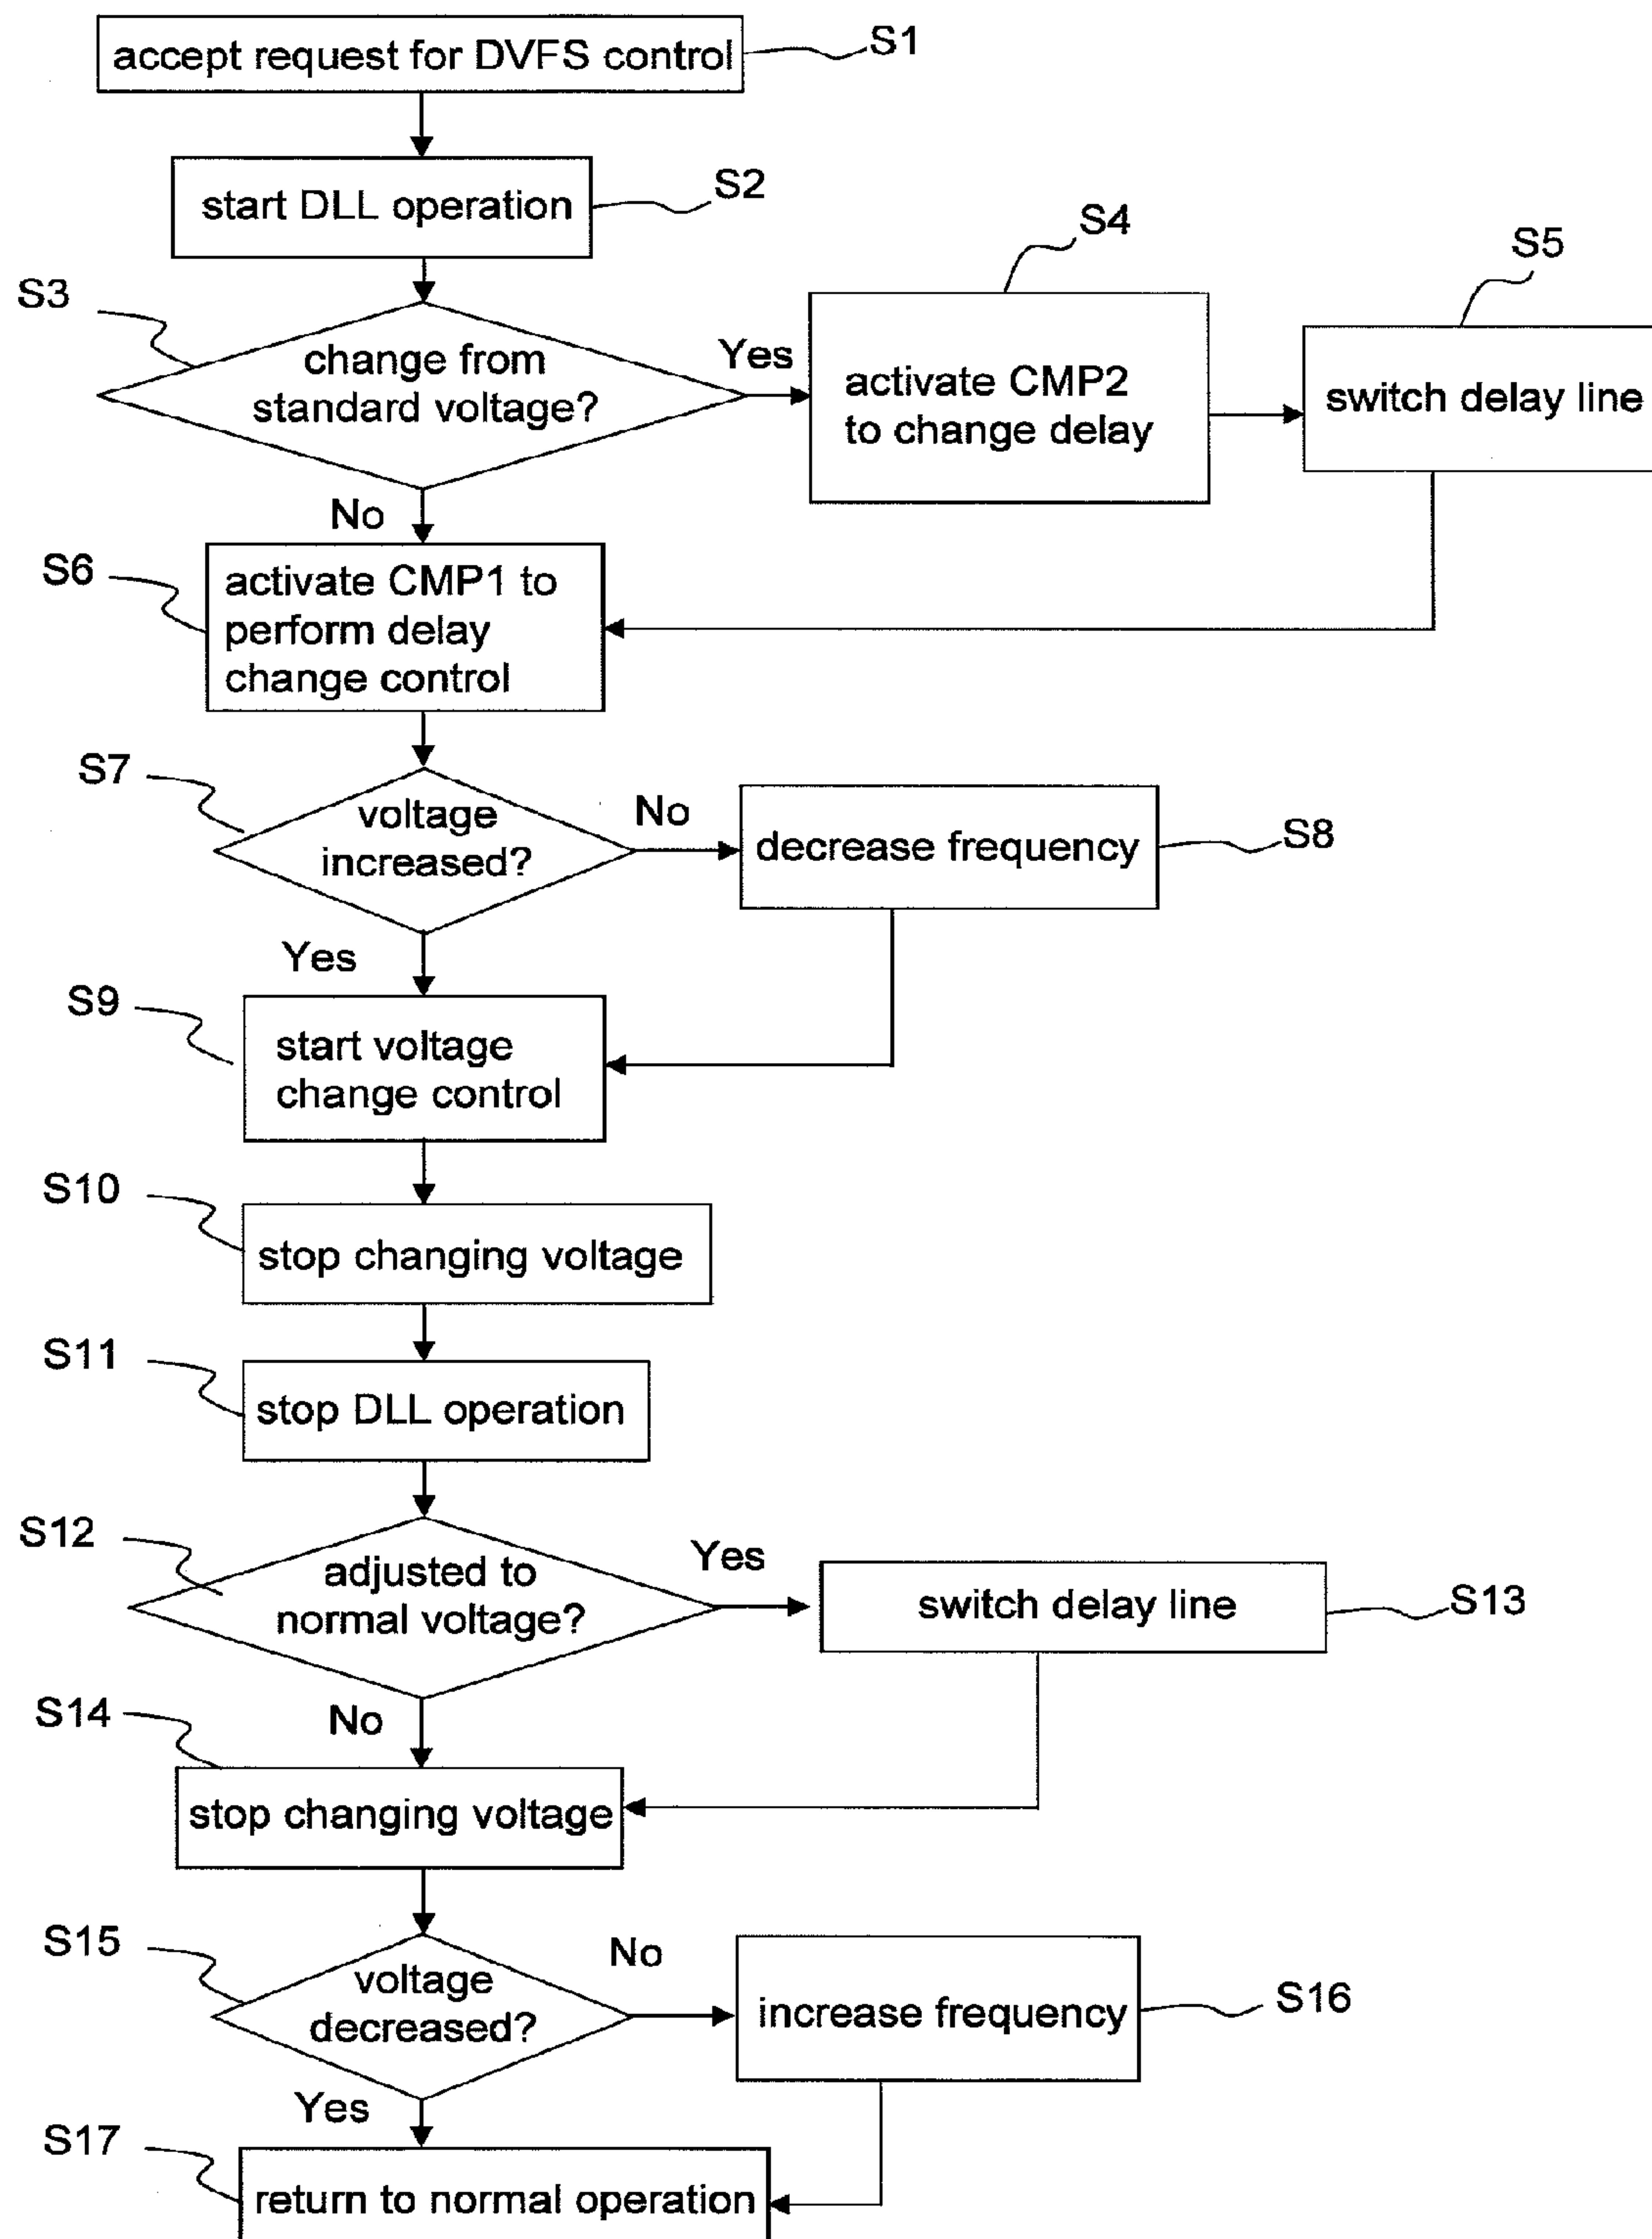 accept request for DVFS control
S1
start DLL operation
S2
S3
change from
standard voltage?
Yes
S4
activate CMP2
to change delay
S5
switch delay line
No
S6
activate CMP1 to
perform delay
change control
S7
voltage
increased?
No
decrease frequency
S8
Yes
S9
start voltage
change control
S10
stop changing voltage
S11
stop DLL operation
S12
adjusted to
normal voltage?
Yes
switch delay line
S13
No
S14
stop changing voltage
S15
voltage
decreased?
No
increase frequency
S16
Yes
S17
return to normal operation